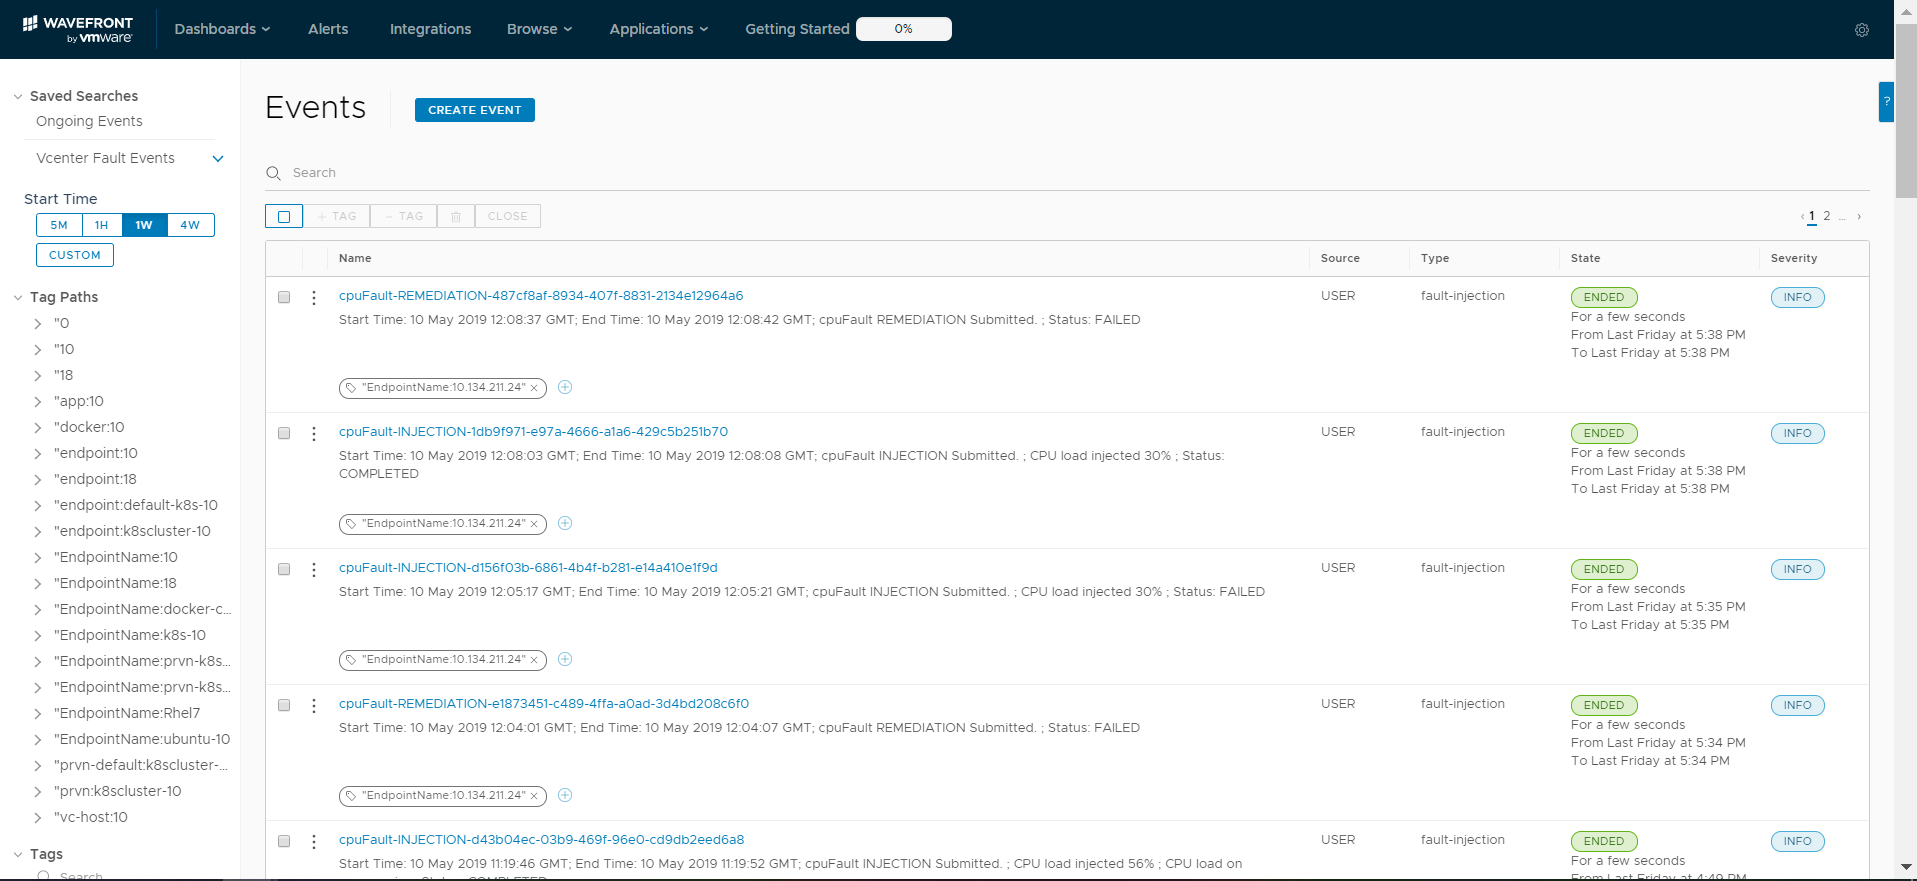 WAVEFRONT
by vmware
Dashboards
Alerts
Integrations
Browse
Applications
Getting Started
0%
?
Saved Searches
Ongoing Events
Vcenter Fault Events
Start Time
5M 1H 1W 4W
CUSTOM
Tag Paths
"0
"10
"18
"app:10
"docker:10
"endpoint:10
"endpoint:18
"endpoint:default-k8s-10
"endpoint:k8scluster-10
"EndpointName:10
"EndpointName:18
"EndpointName:docker-c...
"EndpointName:k8s-10
"EndpointName:prvn-k8s...
"EndpointName:prvn-k8s...
"EndpointName:Rhel7
"EndpointName:ubuntu-10
"prvn-default:k8scluster-...
"prvn:k8scluster-10
"vc-host:10
Tags
Search
Events
CREATE EVENT
Search
+ TAG
- TAG
CLOSE
‹ 1 2 ... ›
Name Source Type State Severity
cpuFault-REMEDIATION-487cf8af-8934-407f-8831-2134e12964a6
Start Time: 10 May 2019 12:08:37 GMT; End Time: 10 May 2019 12:08:42 GMT; cpuFault REMEDIATION Submitted. ; Status: FAILED
"EndpointName:10.134.211.24" ×
USER
fault-injection
ENDED
For a few seconds
From Last Friday at 5:38 PM
To Last Friday at 5:38 PM
INFO
cpuFault-INJECTION-1db9f971-e97a-4666-a1a6-429c5b251b70
Start Time: 10 May 2019 12:08:03 GMT; End Time: 10 May 2019 12:08:08 GMT; cpuFault INJECTION Submitted. ; CPU load injected 30% ; Status:
COMPLETED
"EndpointName:10.134.211.24" ×
USER
fault-injection
ENDED
For a few seconds
From Last Friday at 5:38 PM
To Last Friday at 5:38 PM
INFO
cpuFault-INJECTION-d156f03b-6861-4b4f-b281-e14a410e1f9d
Start Time: 10 May 2019 12:05:17 GMT; End Time: 10 May 2019 12:05:21 GMT; cpuFault INJECTION Submitted. ; CPU load injected 30% ; Status: FAILED
"EndpointName:10.134.211.24" ×
USER
fault-injection
ENDED
For a few seconds
From Last Friday at 5:35 PM
To Last Friday at 5:35 PM
INFO
cpuFault-REMEDIATION-e1873451-c489-4ffa-a0ad-3d4bd208c6f0
Start Time: 10 May 2019 12:04:01 GMT; End Time: 10 May 2019 12:04:07 GMT; cpuFault REMEDIATION Submitted. ; Status: FAILED
"EndpointName:10.134.211.24" ×
USER
fault-injection
ENDED
For a few seconds
From Last Friday at 5:34 PM
To Last Friday at 5:34 PM
INFO
cpuFault-INJECTION-d43b04ec-03b9-469f-96e0-cd9db2eed6a8
Start Time: 10 May 2019 11:19:46 GMT; End Time: 10 May 2019 11:19:52 GMT; cpuFault INJECTION Submitted. ; CPU load injected 56% ; CPU load on
USER
fault-injection
ENDED
For a few seconds
From Last Friday at 4:49 PM
INFO